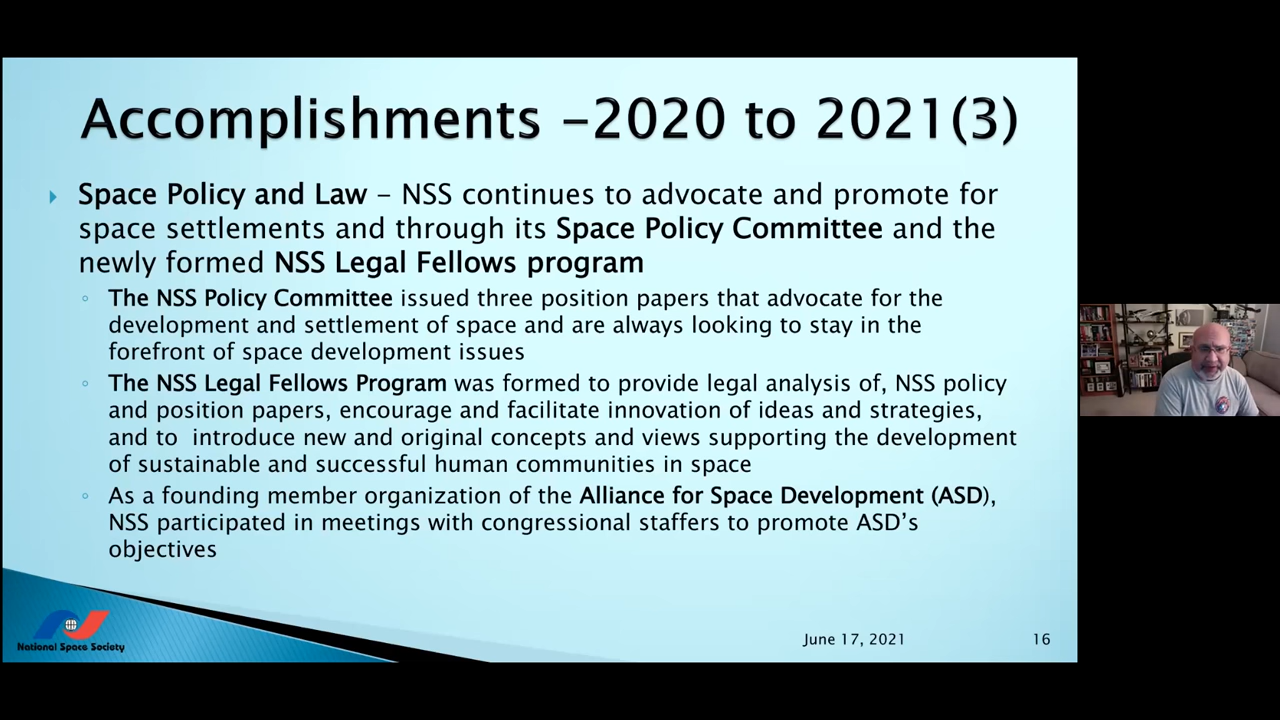 Accomplishments -2020 to 2021(3)
Space Policy and Law – NSS continues to advocate and promote for
space settlements and through its Space Policy Committee and the
newly formed NSS Legal Fellows program
The NSS Policy Committee issued three position papers that advocate for the
development and settlement of space and are always looking to stay in the
forefront of space development issues
The NSS Legal Fellows Program was formed to provide legal analysis of, NSS policy
and position papers, encourage and facilitate innovation of ideas and strategies,
and to  introduce new and original concepts and views supporting the development
of sustainable and successful human communities in space
As a founding member organization of the Alliance for Space Development (ASD),
NSS participated in meetings with congressional staffers to promote ASD's
objectives
National Space Society
June 17, 2021
16